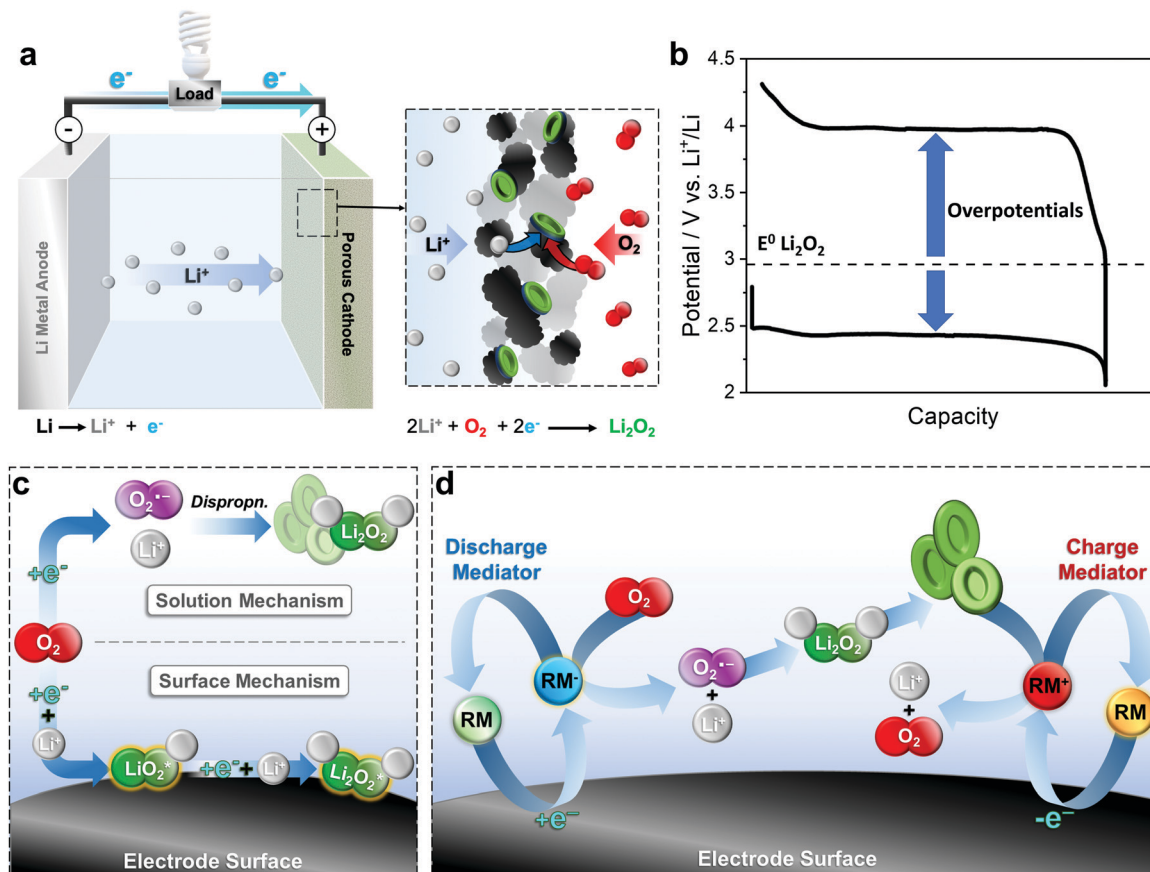 a
e-
e-
Load
-
+
Li Metal Anode
Li⁺
Porous Cathode
Li⁺
O₂
Li → Li⁺ + e-
2Li⁺ + O₂ + 2e- → Li₂O₂
b
Potential / V vs. Li⁺/Li
4.5
4
3.5
3
2.5
2
Overpotentials
E⁰ Li₂O₂
Capacity
c
O₂•−
Li⁺
Dispropn.
Li₂O₂
+e-
Solution Mechanism
O₂
Surface Mechanism
+e-
+
Li⁺
LiO₂*
+e-+
Li⁺
Li₂O₂*
Electrode Surface
d
Discharge
Mediator
O₂
RM-
RM
+e−
O₂•−
+
Li⁺
Li₂O₂
Li⁺
+
O₂
Charge
Mediator
RM⁺
RM
-e−
Electrode Surface